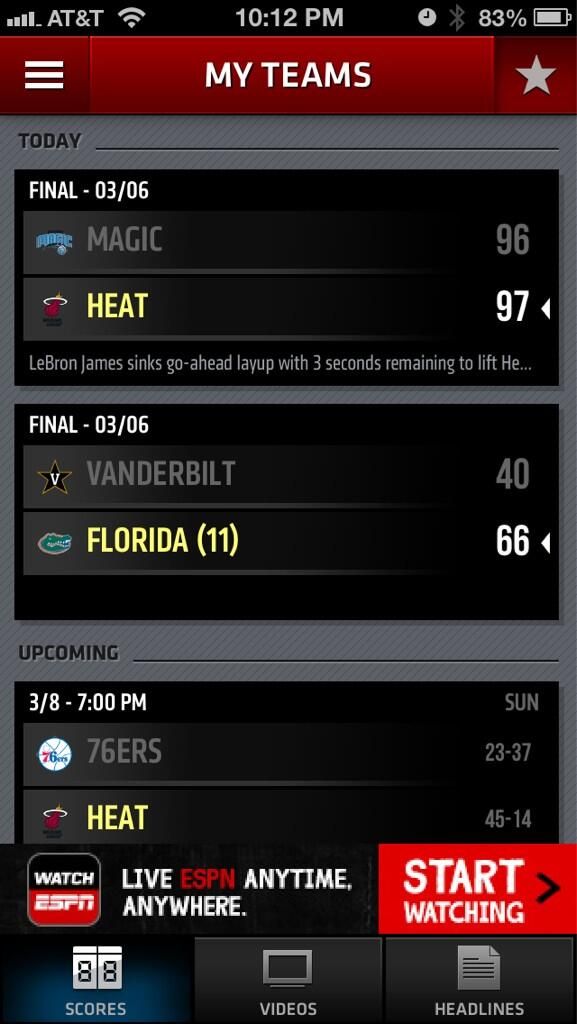 AT&T 10:12 PM 83%
MY TEAMS
TODAY
FINAL - 03/06
MAGIC MAGIC 96
HEAT 97
LeBron James sinks go-ahead layup with 3 seconds remaining to lift He...
FINAL - 03/06
V VANDERBILT 40
FLORIDA (11) 66
UPCOMING
3/8 - 7:00 PM SUN
76ers 76ERS 23-37
HEAT 45-14
WATCH ESPN
LIVE ESPN ANYTIME,
ANYWHERE.
START
WATCHING
88
SCORES VIDEOS HEADLINES